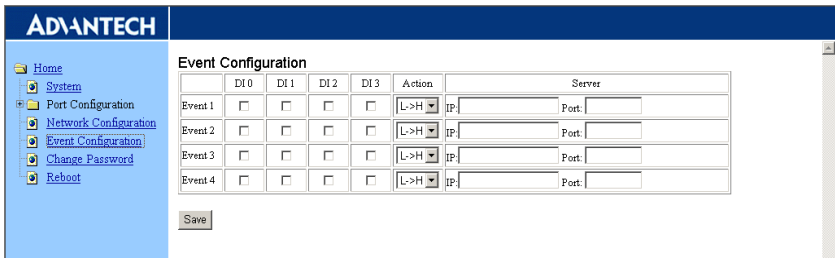 ADVANTECH
Home
System
Port Configuration
Network Configuration
Event Configuration
Change Password
Reboot
Event Configuration
DI 0 DI 1 DI 2 DI 3 Action Server
Event 1 L->H IP: Port:
Event 2 L->H IP: Port:
Event 3 L->H IP: Port:
Event 4 L->H IP: Port:
Save